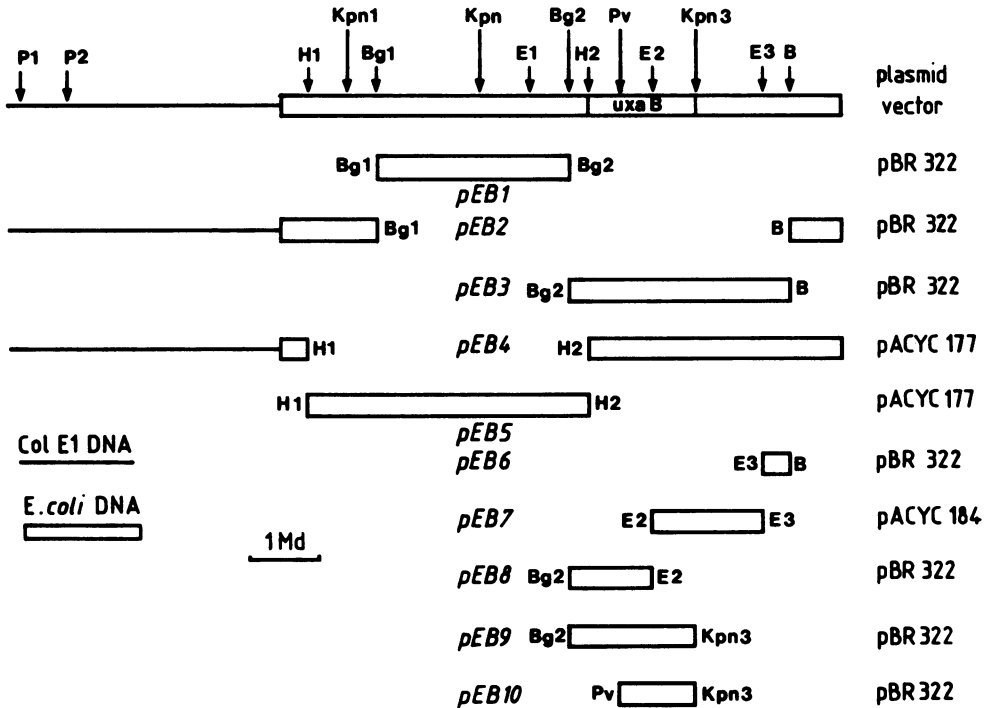 Kpn1 Kpn Bg2 Pv Kpn3
P1 P2 H1 Bg1 E1 H2 E2 E3 B
plasmid
vector
uxa B
Bg1 Bg2 pBR 322
pEB1
Bg1 pEB2 B pBR 322
pEB3 Bg2 B pBR 322
H1 pEB4 H2 pACYC 177
H1 H2 pACYC 177
pEB5
Col E1 DNA
pEB6 E3 B pBR 322
E.coli DNA
pEB7 E2 E3 pACYC 184
1Md
pEB8 Bg2 E2 pBR 322
pEB9 Bg2 Kpn3 pBR 322
pEB10 Pv Kpn3 pBR 322